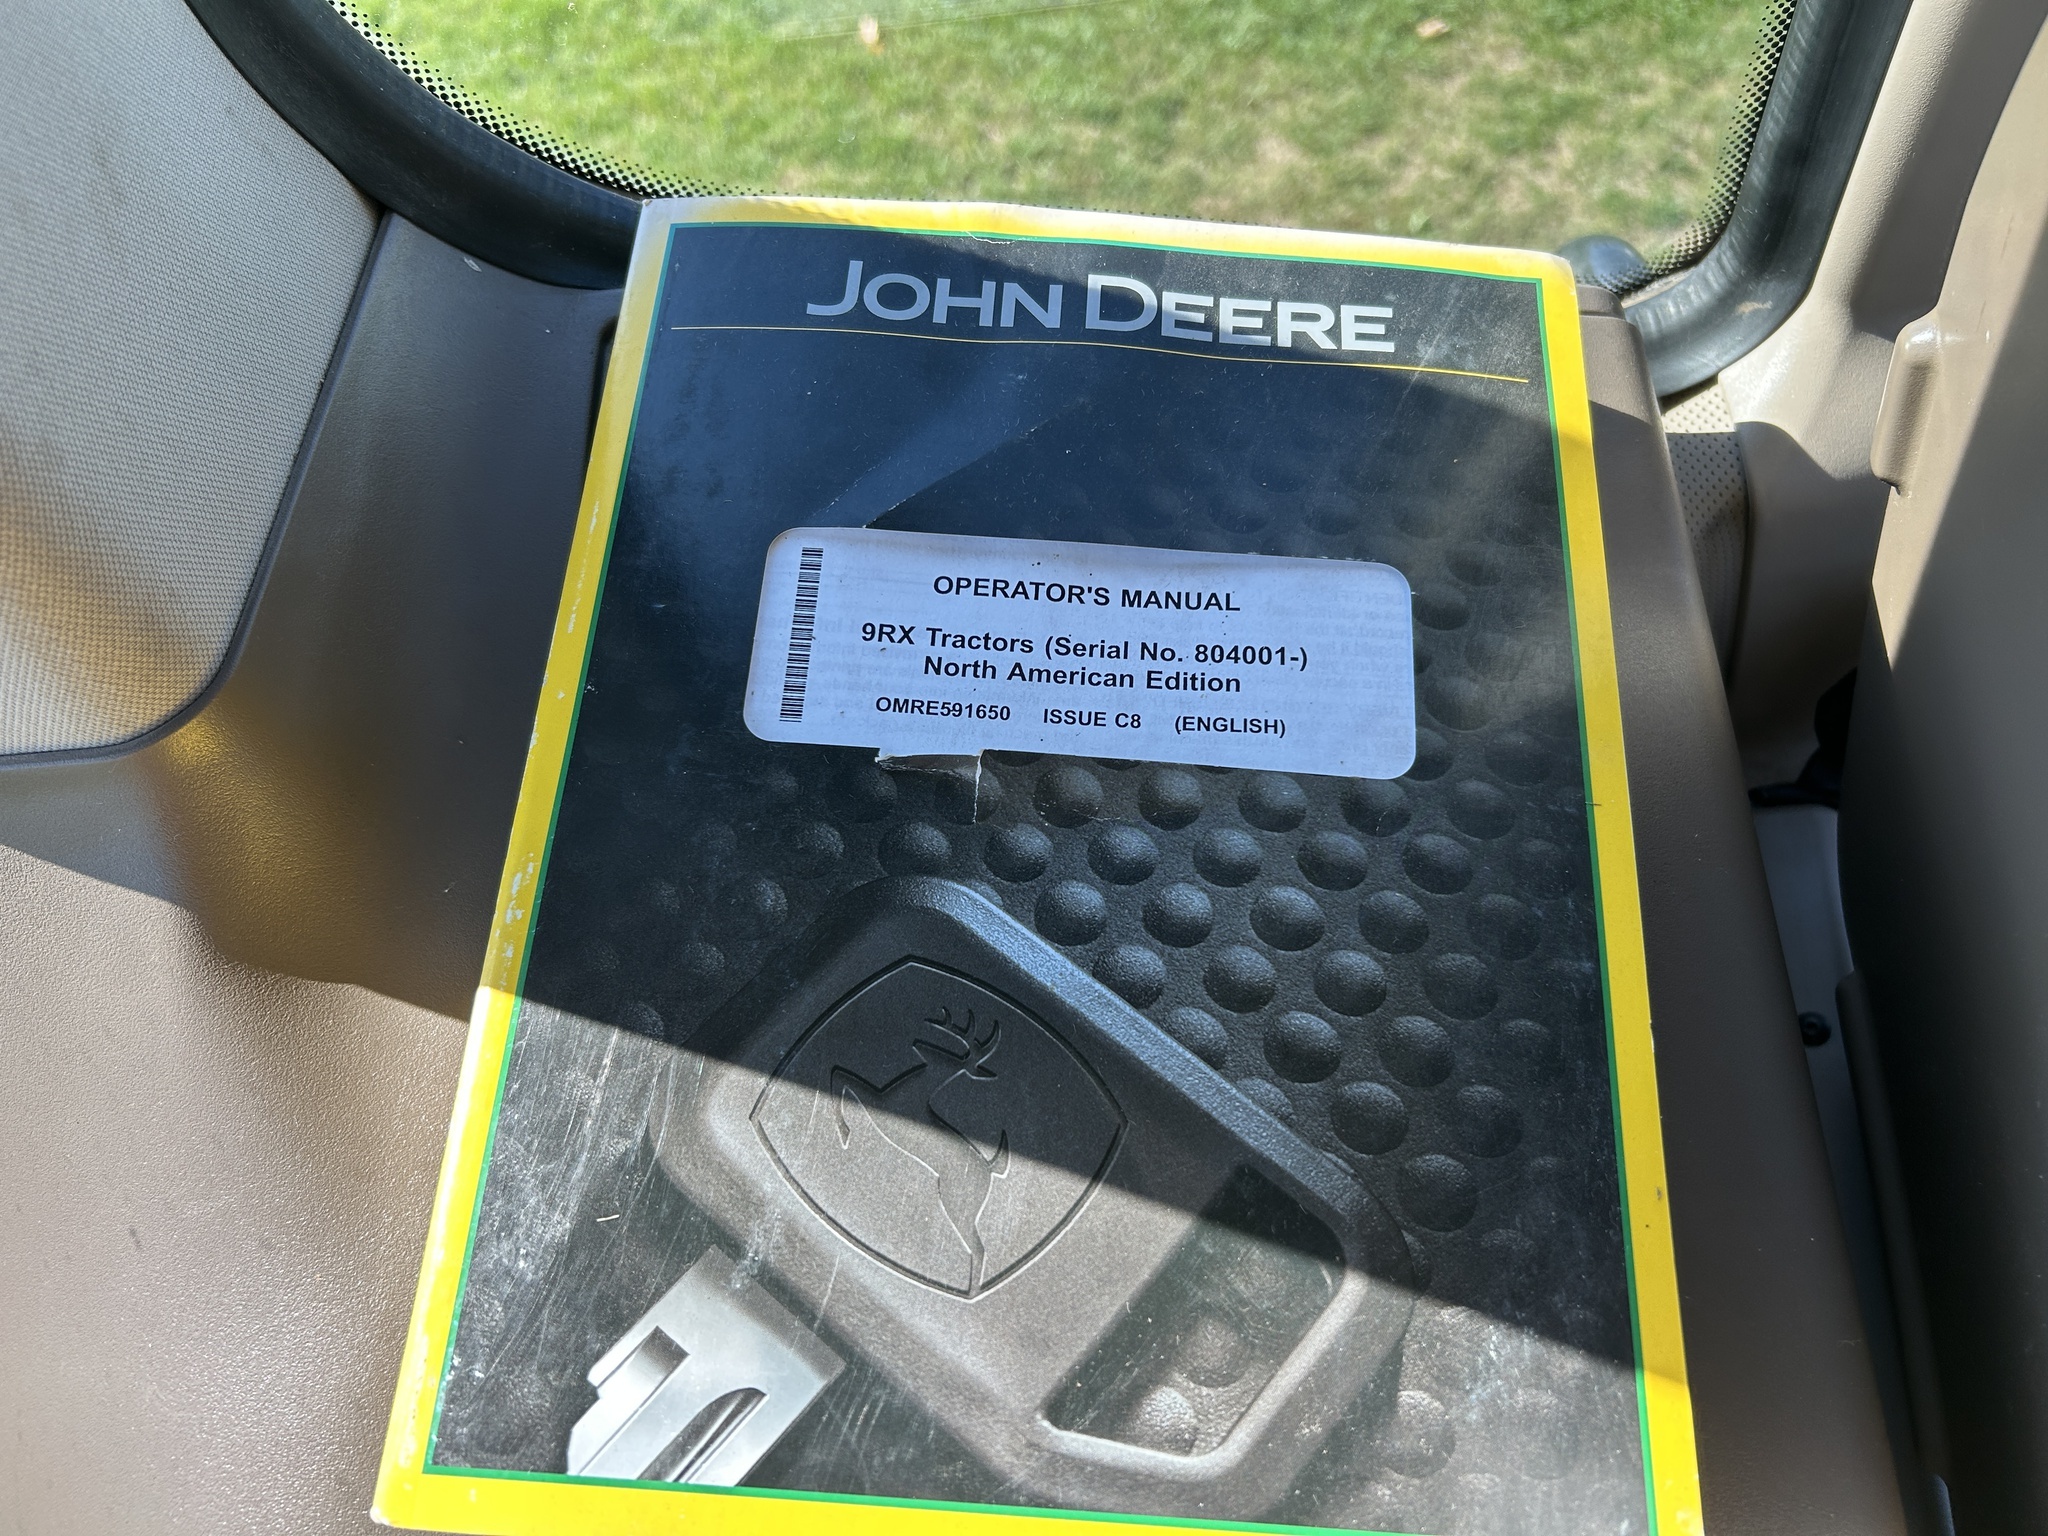 JOHN DEERE
OPERATOR'S MANUAL
9RX Tractors (Serial No. 804001-)
North American Edition
OMRE591650 ISSUE C8 (ENGLISH)